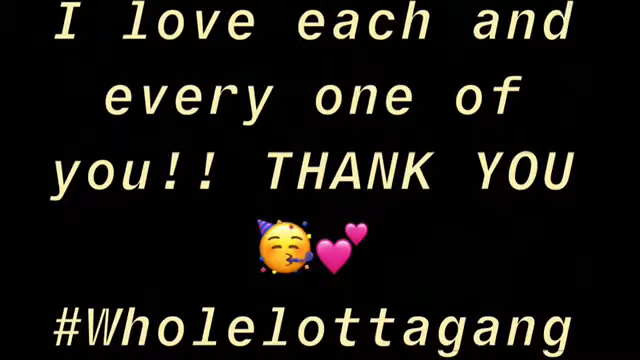 I love each and
every one of
you!! THANK YOU
🥳💕
#Wholelottagang